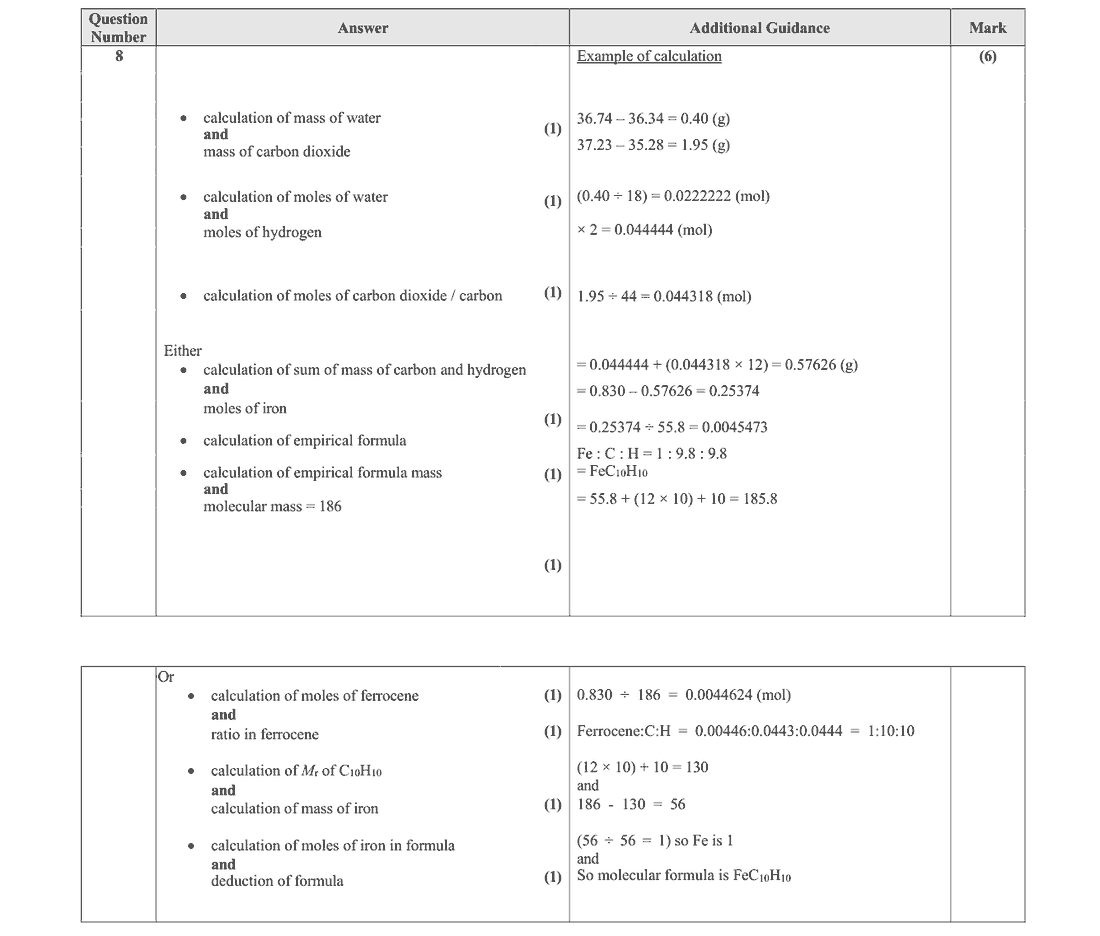 Question Number Answer Additional Guidance Mark
8 Example of calculation (6)
• calculation of mass of water
and
mass of carbon dioxide
(1)
36.74 – 36.34 = 0.40 (g)
37.23 – 35.28 = 1.95 (g)
• calculation of moles of water
and
moles of hydrogen
(1)
(0.40 ÷ 18) = 0.0222222 (mol)
× 2 = 0.044444 (mol)
• calculation of moles of carbon dioxide / carbon (1) 1.95 ÷ 44 = 0.044318 (mol)
Either
• calculation of sum of mass of carbon and hydrogen
and
moles of iron
(1)
= 0.044444 + (0.044318 × 12) = 0.57626 (g)
= 0.830 – 0.57626 = 0.25374
= 0.25374 ÷ 55.8 = 0.0045473
• calculation of empirical formula
(1)
Fe : C : H = 1 : 9.8 : 9.8
= FeC₁₀H₁₀
• calculation of empirical formula mass
and
molecular mass = 186
(1)
= 55.8 + (12 × 10) + 10 = 185.8
Or
• calculation of moles of ferrocene (1) 0.830 ÷ 186 = 0.0044624 (mol)
and
ratio in ferrocene (1) Ferrocene:C:H = 0.00446:0.0443:0.0444 = 1:10:10
• calculation of Mr of C₁₀H₁₀
and
calculation of mass of iron
(1)
(12 × 10) + 10 = 130
and
186 - 130 = 56
• calculation of moles of iron in formula
and
deduction of formula
(1)
(56 ÷ 56 = 1) so Fe is 1
and
So molecular formula is FeC₁₀H₁₀